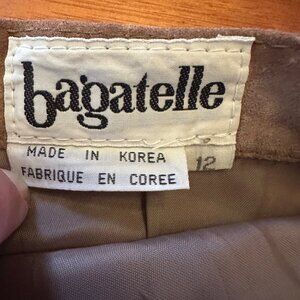 bagatelle
MADE IN KOREA
FABRIQUE EN COREE
12